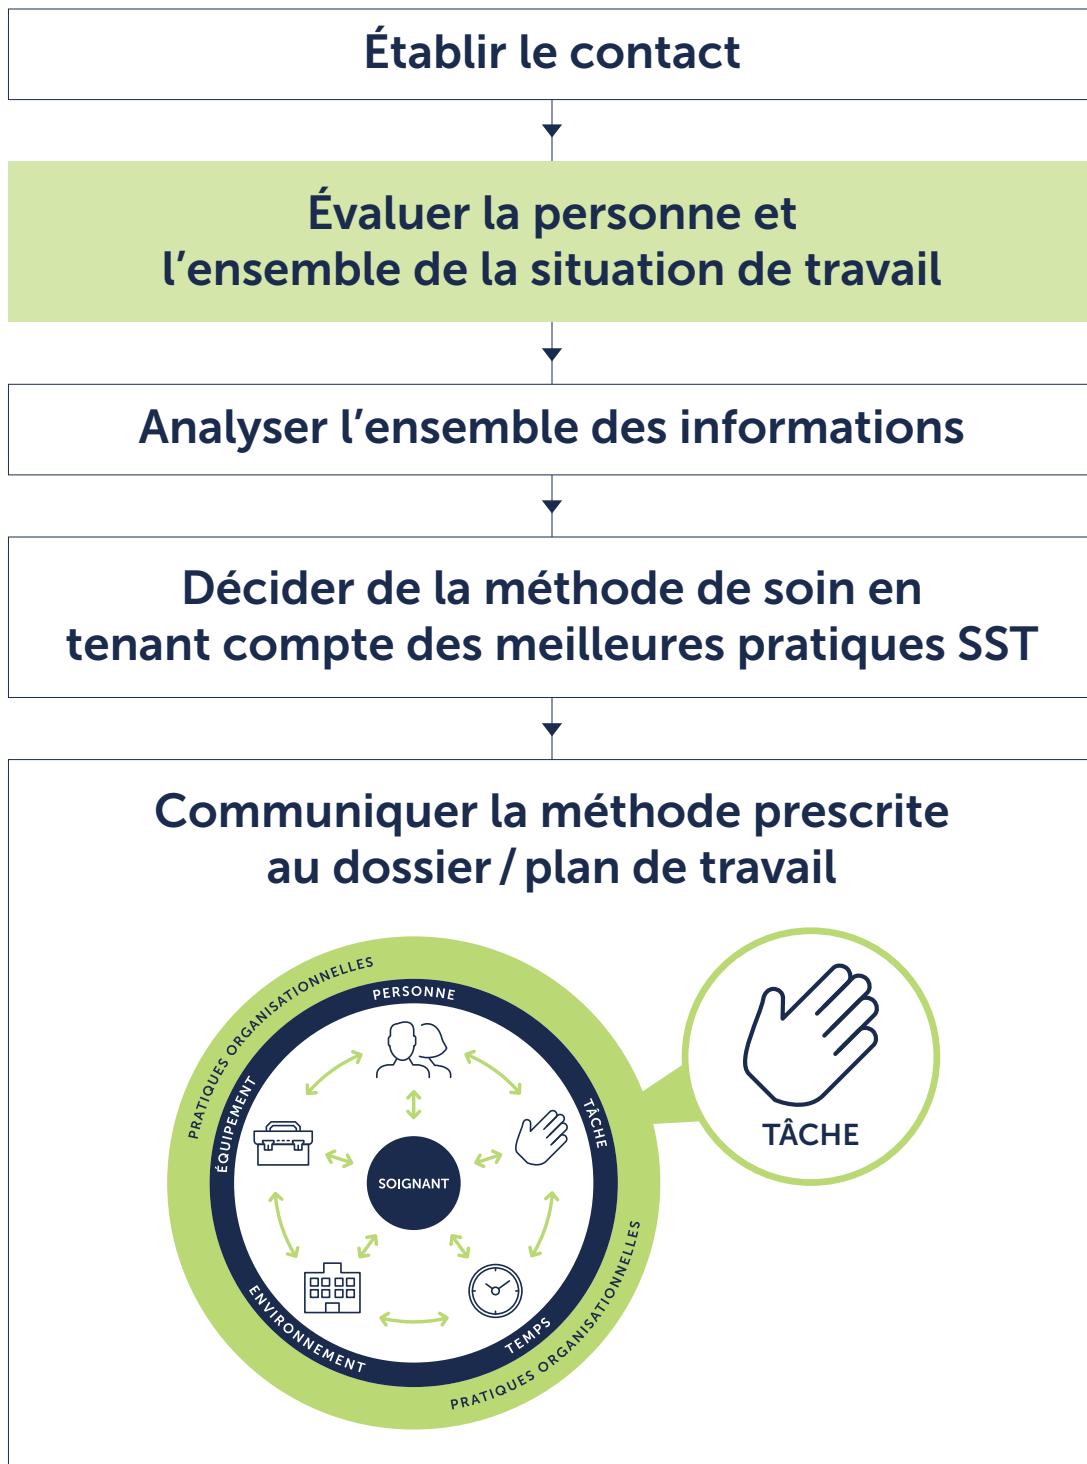 Établir le contact
Évaluer la personne et
l’ensemble de la situation de travail
Analyser l’ensemble des informations
Décider de la méthode de soin en
tenant compte des meilleures pratiques SST
Communiquer la méthode prescrite
au dossier / plan de travail
PRATIQUES ORGANISATIONNELLES
PERSONNE
ÉQUIPEMENT
TÂCHE
SOIGNANT
ENVIRONNEMENT
TEMPS
PRATIQUES ORGANISATIONNELLES
TÂCHE